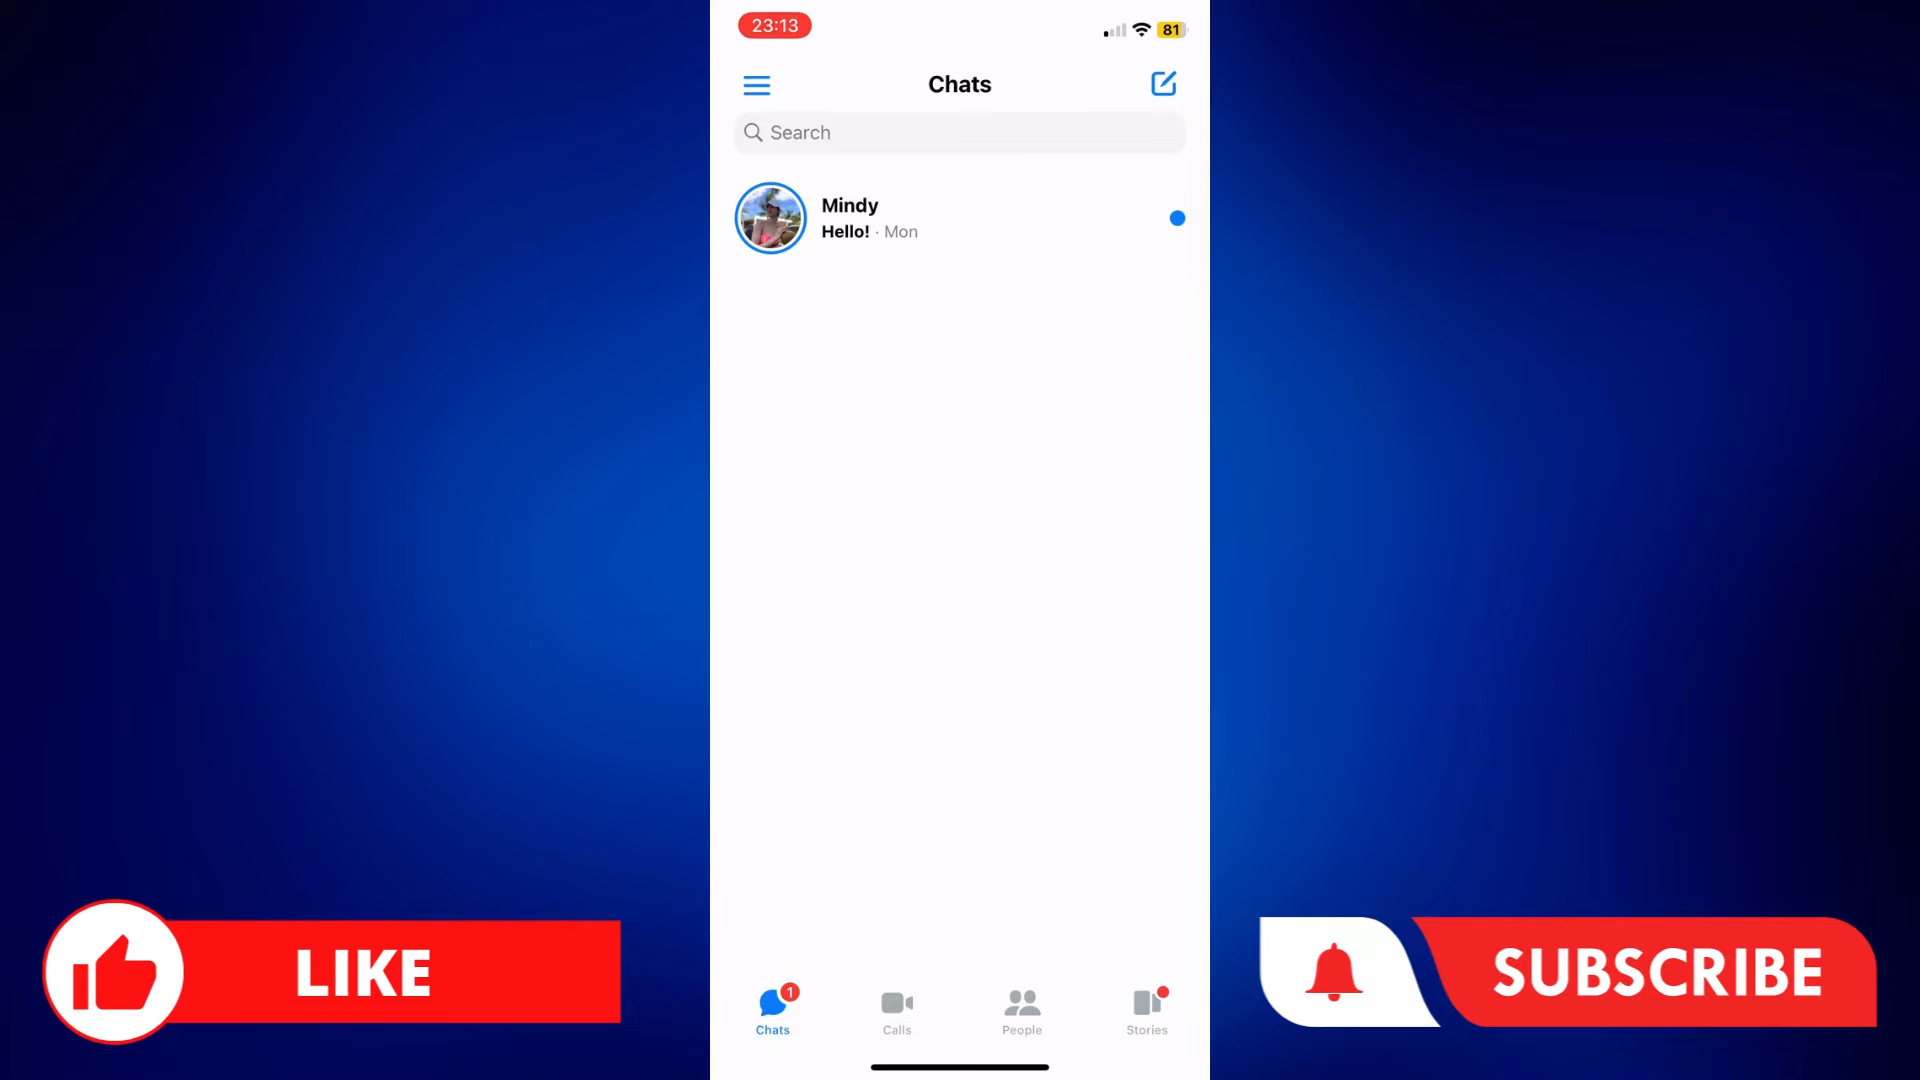 23:13
81
Chats
Search
Mindy
Hello! · Mon
LIKE
SUBSCRIBE
1
Chats
Calls
People
Stories